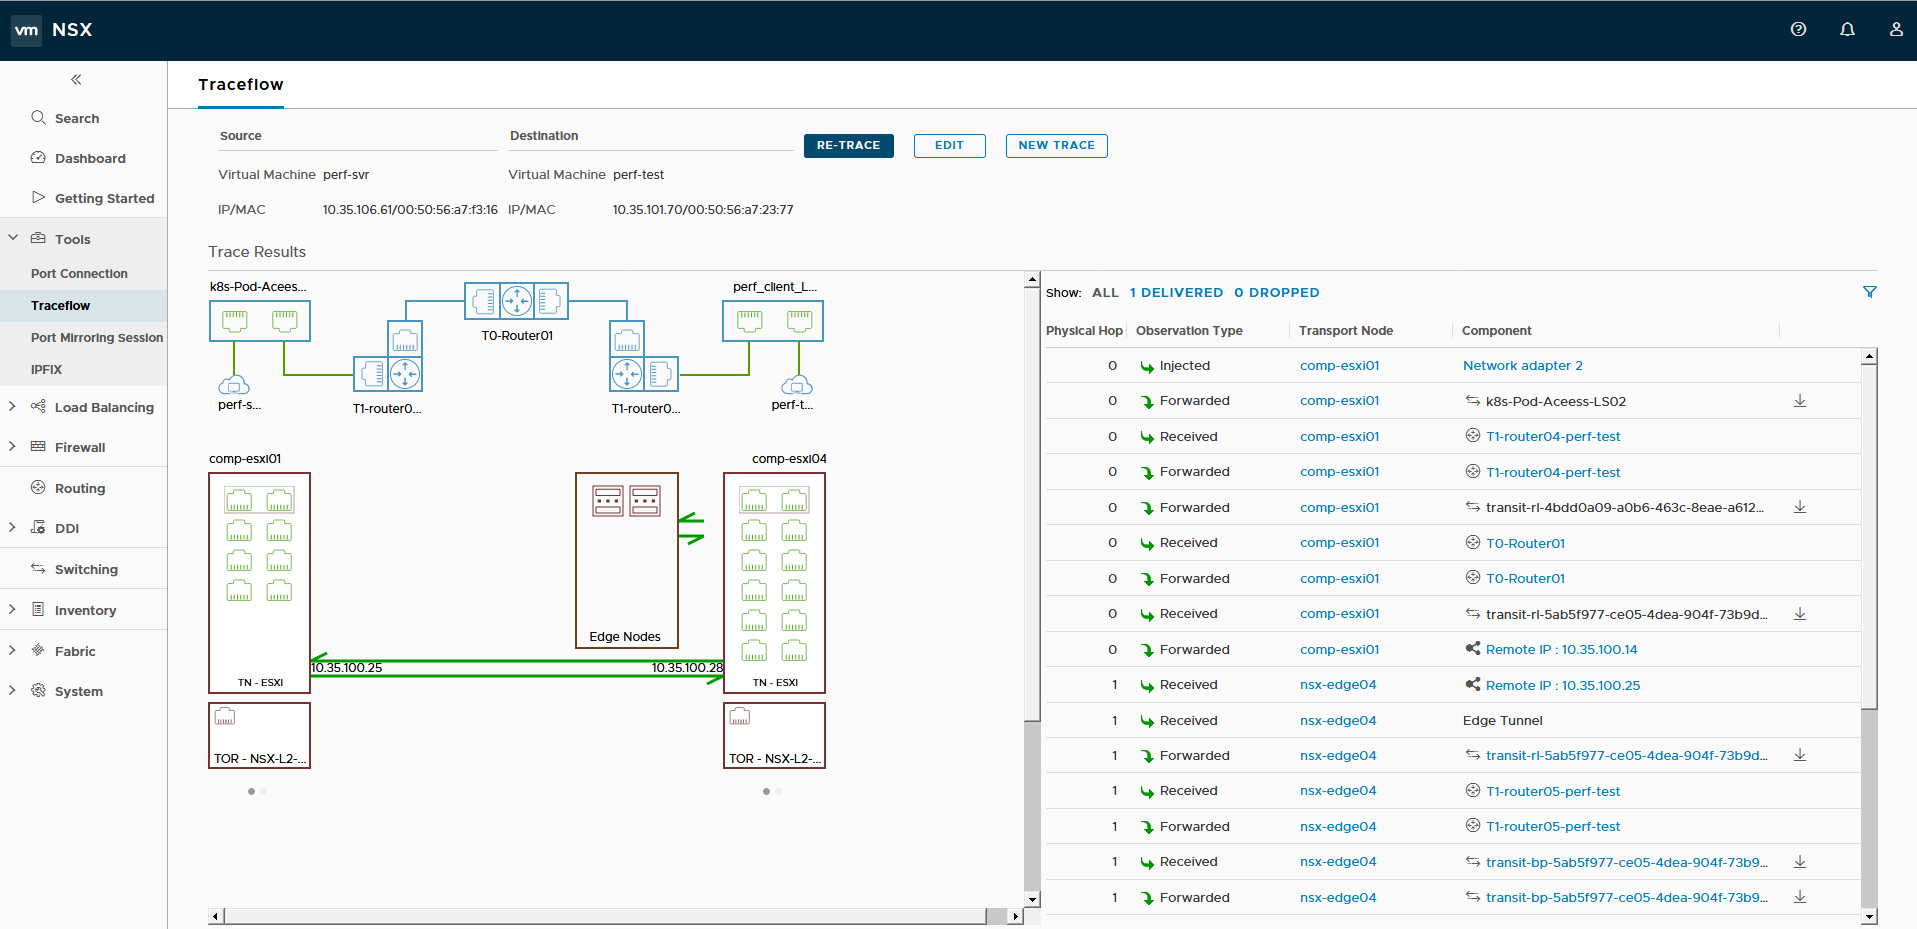 vm NSX
Search
Dashboard
Getting Started
Tools
Port Connection
Traceflow
Port Mirroring Session
IPFIX
Load Balancing
Firewall
Routing
DDI
Switching
Inventory
Fabric
System
Traceflow
Source
Destination
RE-TRACE
EDIT
NEW TRACE
Virtual Machine perf-svr
Virtual Machine perf-test
IP/MAC 10.35.106.61/00:50:56:a7:f3:16
IP/MAC 10.35.101.70/00:50:56:a7:23:77
Trace Results
k8s-Pod-Acees...
T0-Router01
perf_client_L...
perf-s...
T1-router0...
T1-router0...
perf-t...
comp-esxi01
comp-esxi04
Edge Nodes
10.35.100.25
10.35.100.28
TN - ESXI
TN - ESXI
TOR - NSX-L2-...
TOR - NSX-L2-...
Show: ALL 1 DELIVERED 0 DROPPED
Physical Hop Observation Type Transport Node Component
0 Injected comp-esxi01 Network adapter 2
0 Forwarded comp-esxi01 k8s-Pod-Aceess-LS02
0 Received comp-esxi01 T1-router04-perf-test
0 Forwarded comp-esxi01 T1-router04-perf-test
0 Forwarded comp-esxi01 transit-rl-4bdd0a09-a0b6-463c-8eae-a612...
0 Received comp-esxi01 T0-Router01
0 Forwarded comp-esxi01 T0-Router01
0 Received comp-esxi01 transit-rl-5ab5f977-ce05-4dea-904f-73b9d...
0 Forwarded comp-esxi01 Remote IP : 10.35.100.14
1 Received nsx-edge04 Remote IP : 10.35.100.25
1 Received nsx-edge04 Edge Tunnel
1 Forwarded nsx-edge04 transit-rl-5ab5f977-ce05-4dea-904f-73b9d...
1 Received nsx-edge04 T1-router05-perf-test
1 Forwarded nsx-edge04 T1-router05-perf-test
1 Received nsx-edge04 transit-bp-5ab5f977-ce05-4dea-904f-73b9...
1 Forwarded nsx-edge04 transit-bp-5ab5f977-ce05-4dea-904f-73b9...